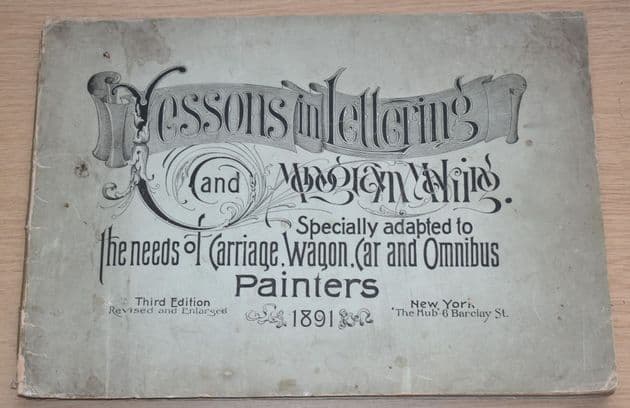 Lessons in Lettering
and Monogram Making.
Specially adapted to
the needs of Carriage, Wagon, Car and Omnibus
Painters
Third Edition
Revised and Enlarged
1891
New York
The Hub 6 Barclay St.